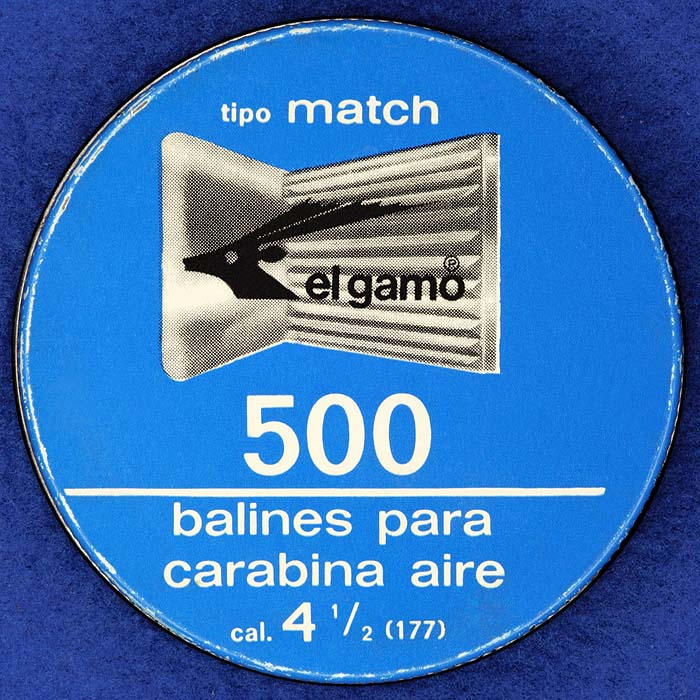 tipo match
el gamo ®
500
balines para
carabina aire
cal. 4 1/2 (177)